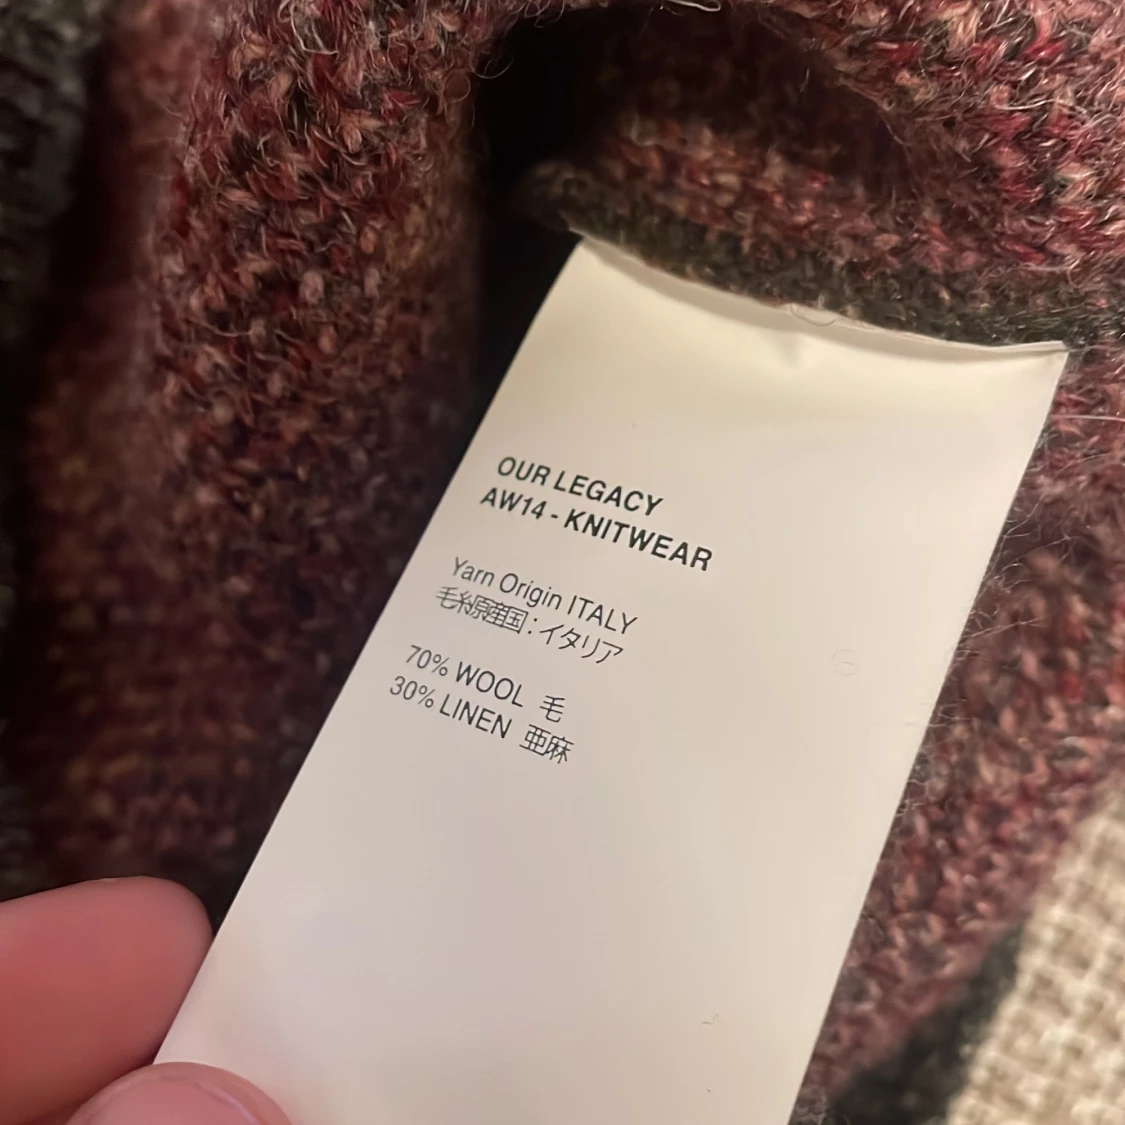 OUR LEGACY
AW14 - KNITWEAR
Yarn Origin ITALY
毛糸原産国 : イタリア
70% WOOL 毛
30% LINEN 亜麻